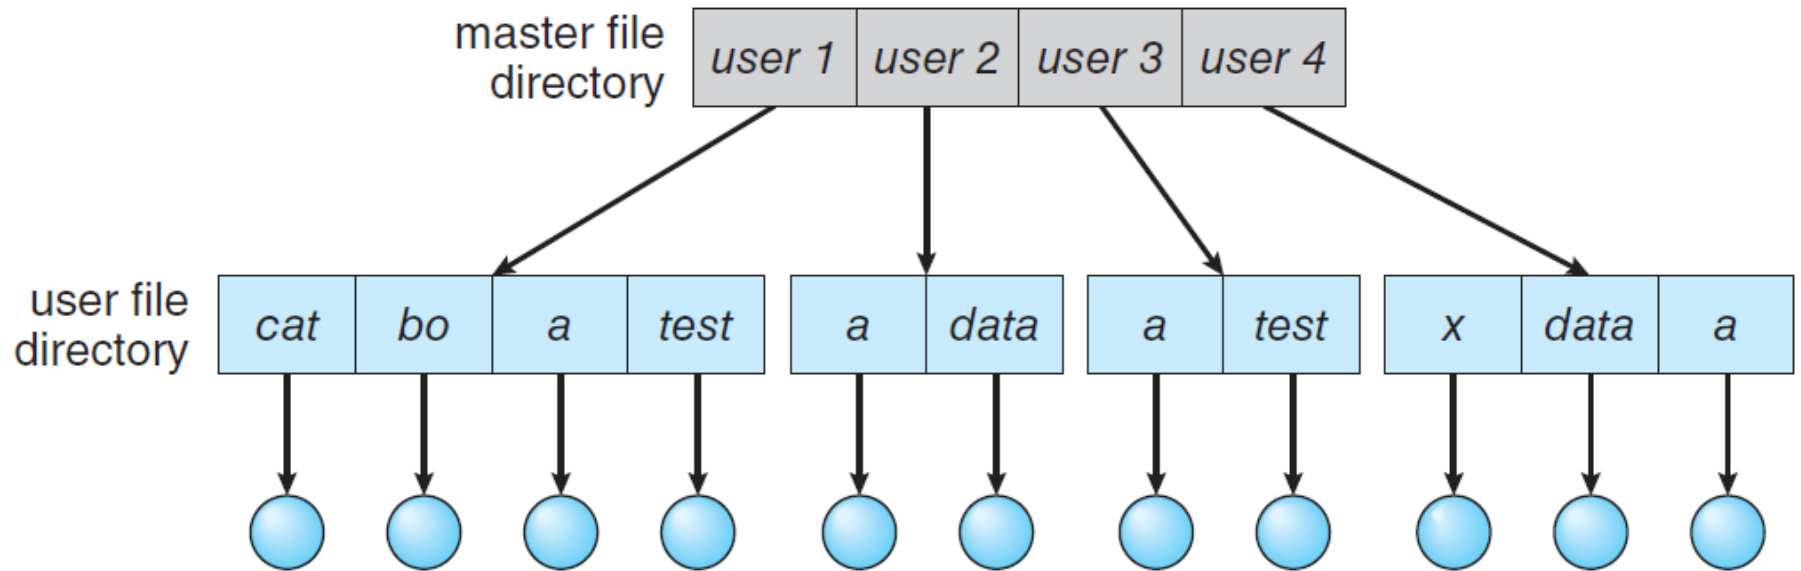 master file
directory
user 1 user 2 user 3 user 4
user file
directory
cat bo a test a data a test x data a